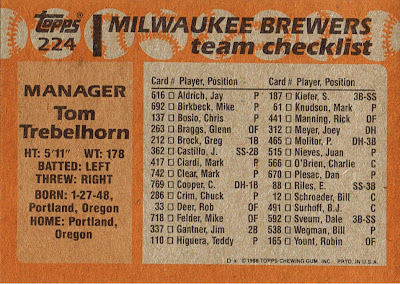 Topps
224
MILWAUKEE BREWERS
team checklist
MANAGER
Tom
Trebelhorn
HT: 5'11" WT: 178
BATTED: LEFT
THREW: RIGHT
BORN: 1-27-48,
Portland, Oregon
HOME: Portland,
Oregon
Card # Player, Position
616 Aldrich, Jay P
692 Birkbeck, Mike P
137 Bosio, Chris P
263 Braggs, Glenn OF
212 Brock, Greg 1B
362 Castillo, J. SS-2B
417 Ciardi, Mark P
742 Clear, Mark P
769 Cooper, C. DH-1B
286 Crim, Chuck P
33 Deer, Rob OF
718 Felder, Mike OF
337 Gantner, Jim 2B
110 Higuera, Teddy P
Card # Player, Position
187 Kiefer, S. 3B-SS
61 Knudson, Mark P
441 Manning, Rick OF
312 Meyer, Joey DH
465 Molitor, P. DH-3B
515 Nieves, Juan P
566 O'Brien, Charlie C
670 Plesac, Dan P
88 Riles, E. SS-3B
12 Schroeder, Bill C
491 Surhoff, B.J. C
592 Sveum, Dale 3B-SS
538 Wegman, Bill P
165 Yount, Robin OF
© 1988 TOPPS CHEWING GUM, INC. PRTD. IN U.S.A.